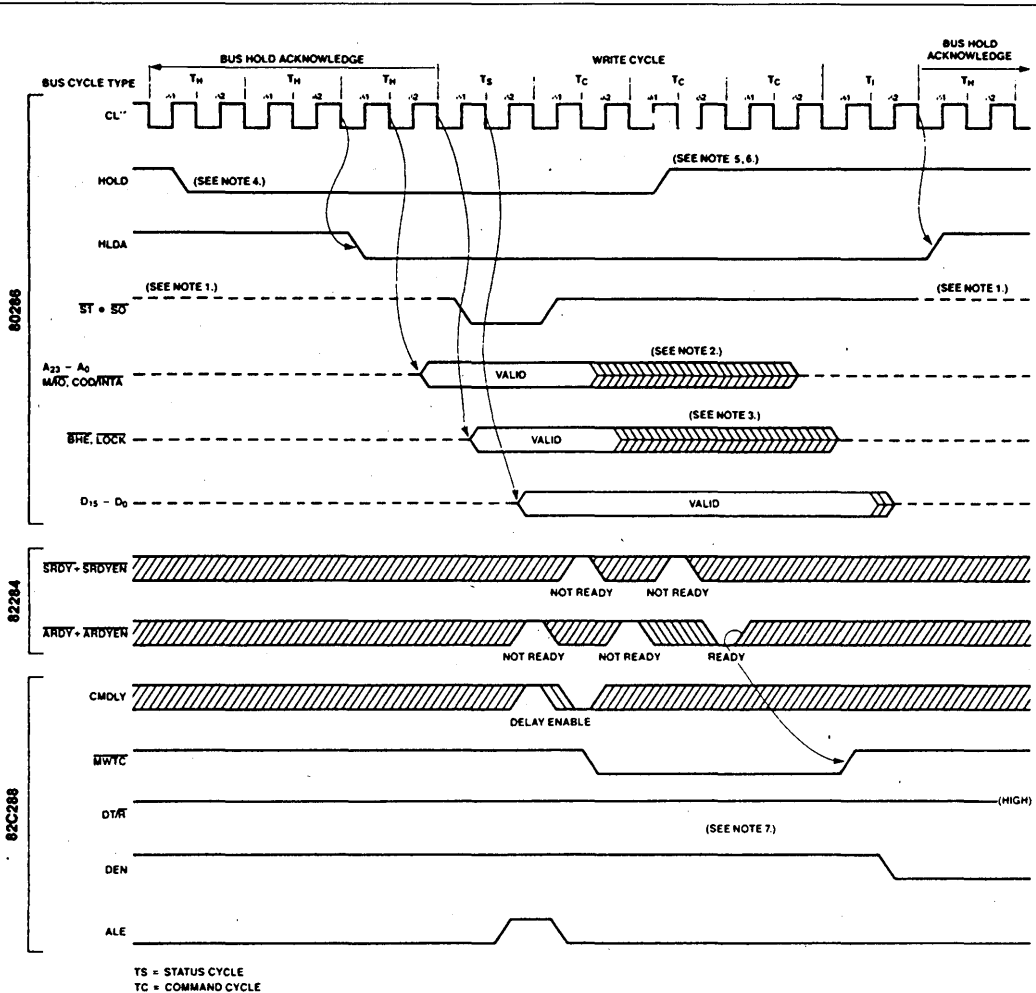 BUS HOLD ACKNOWLEDGE
WRITE CYCLE
BUS HOLD
ACKNOWLEDGE
BUS CYCLE TYPE
TH TH TH TS TC TC TC TI TH
HOLD
(SEE NOTE 4.)
(SEE NOTE 5, 6.)
HLDA
80286
(SEE NOTE 1.)
(SEE NOTE 1.)
S1 • S0
A23 – A0
M/IO, COD/INTA
VALID
(SEE NOTE 2.)
BHE, LOCK
VALID
(SEE NOTE 3.)
D15 – D0
VALID
82284
SRDY + SRDYEN
NOT READY
NOT READY
ARDY + ARDYEN
NOT READY
NOT READY
READY
82C288
CMDLY
DELAY ENABLE
MWTC
DT/R
(HIGH)
(SEE NOTE 7.)
DEN
ALE
TS = STATUS CYCLE
TC = COMMAND CYCLE